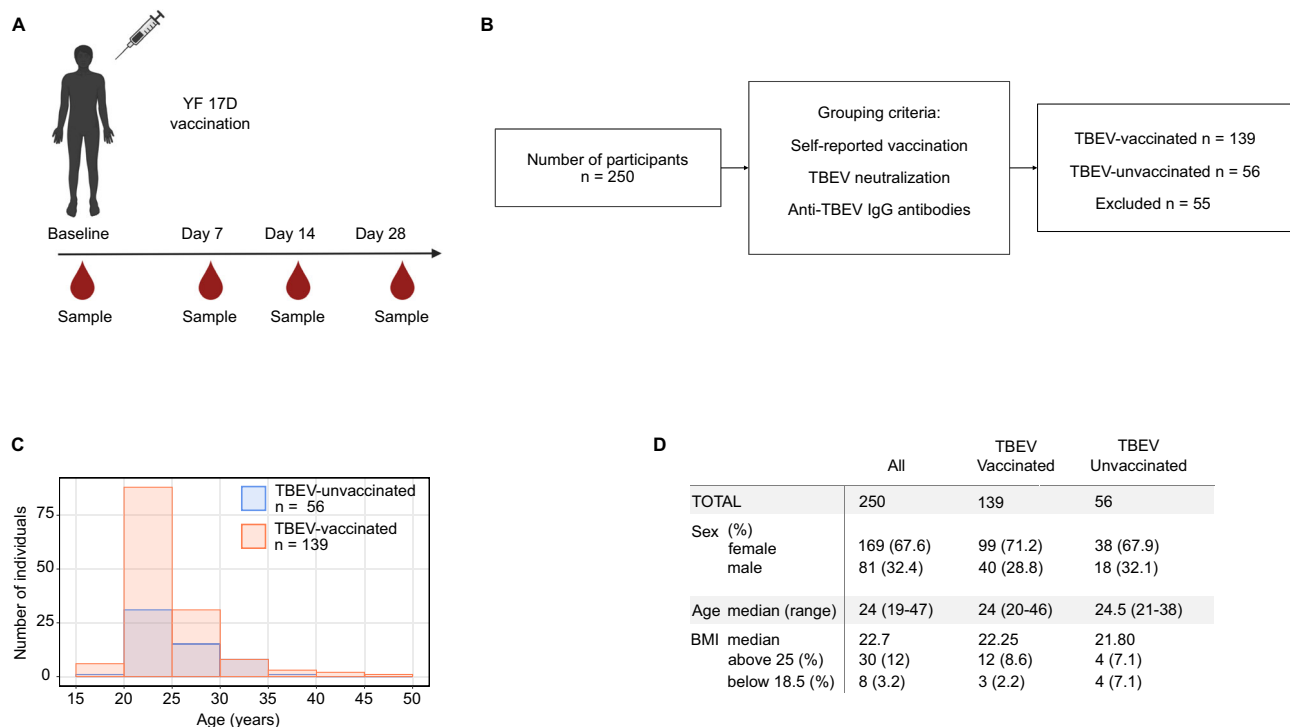 A
YF 17D
vaccination
Baseline
Day 7
Day 14
Day 28
Sample
Sample
Sample
Sample
B
Number of participants
n = 250
Grouping criteria:
Self-reported vaccination
TBEV neutralization
Anti-TBEV IgG antibodies
TBEV-vaccinated n = 139
TBEV-unvaccinated n = 56
Excluded n = 55
C
Number of individuals
75
50
25
0
TBEV-unvaccinated
n = 56
TBEV-vaccinated
n = 139
15 20 25 30 35 40 45 50
Age (years)
D
All TBEV Vaccinated TBEV Unvaccinated
TOTAL 250 139 56
Sex (%)
female 169 (67.6) 99 (71.2) 38 (67.9)
male 81 (32.4) 40 (28.8) 18 (32.1)
Age median (range) 24 (19-47) 24 (20-46) 24.5 (21-38)
BMI median 22.7 22.25 21.80
above 25 (%) 30 (12) 12 (8.6) 4 (7.1)
below 18.5 (%) 8 (3.2) 3 (2.2) 4 (7.1)